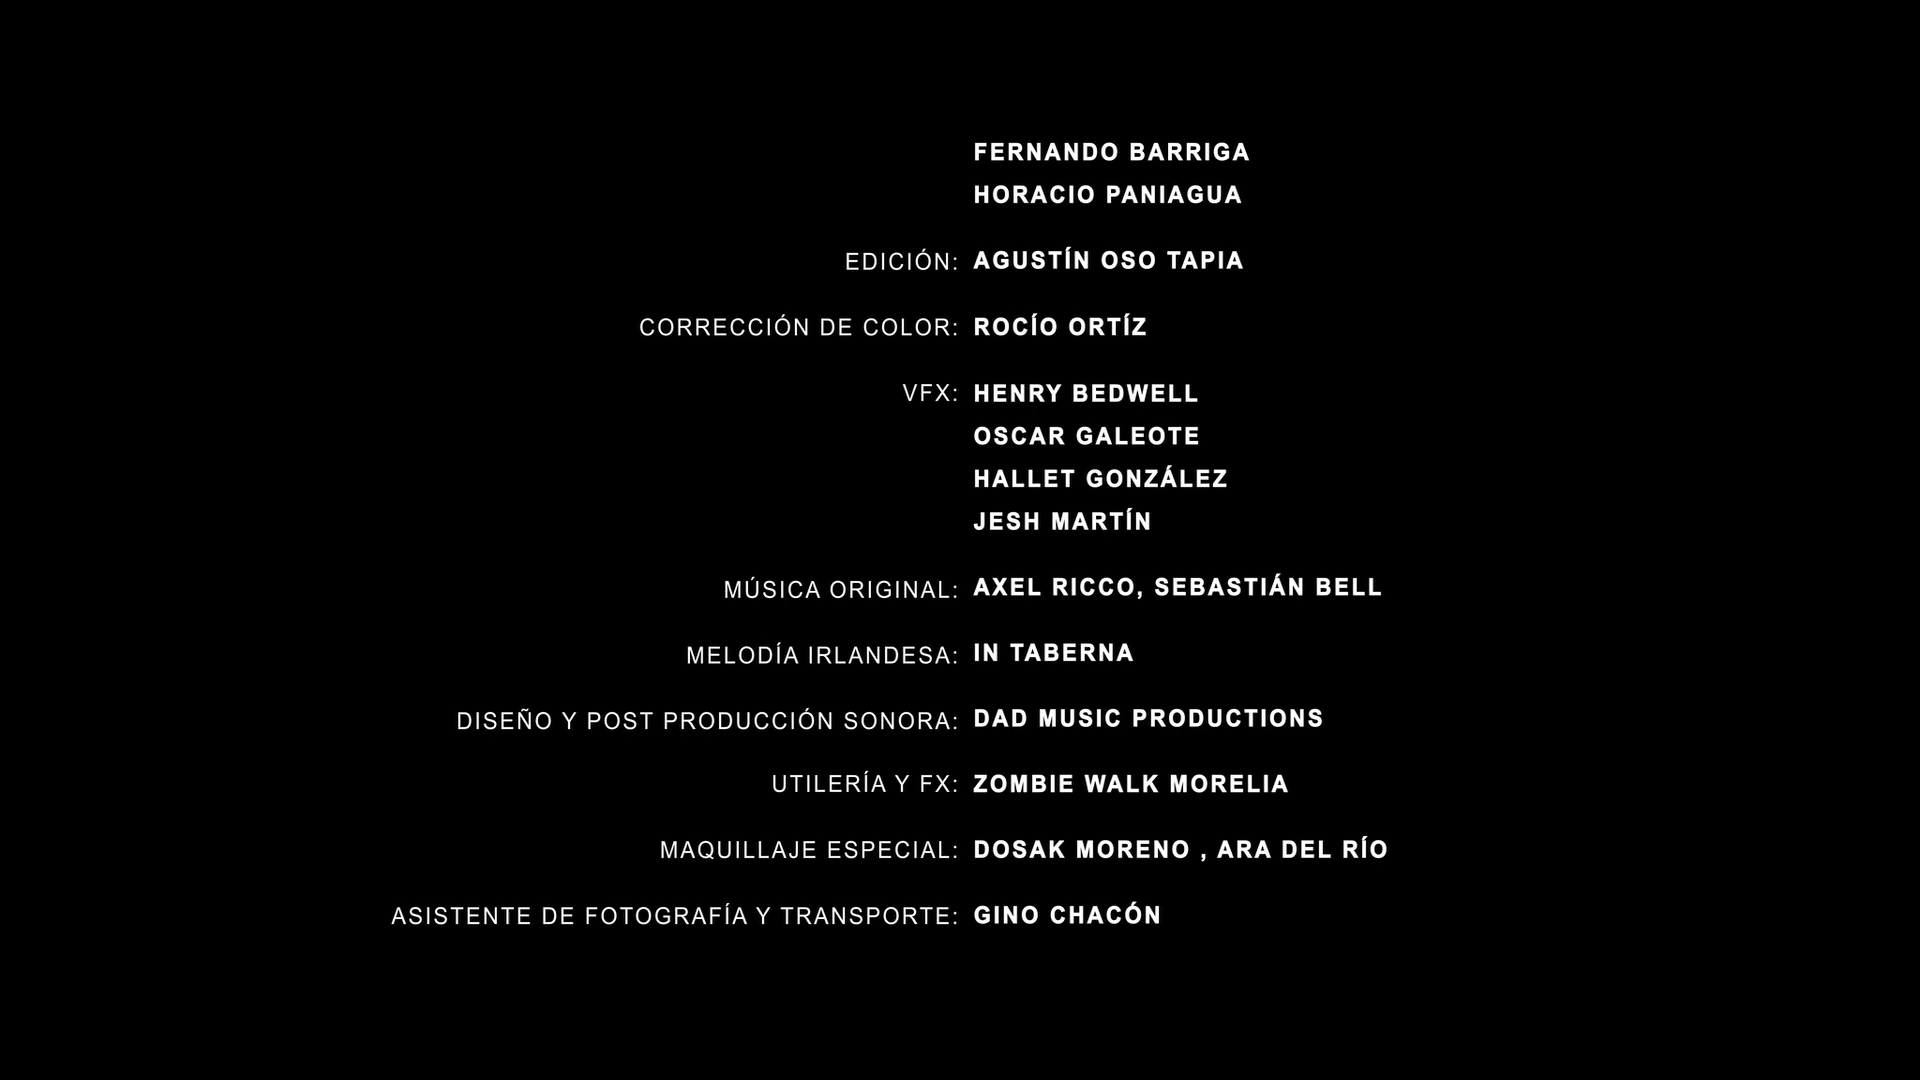 FERNANDO BARRIGA
HORACIO PANIAGUA
EDICIÓN: AGUSTÍN OSO TAPIA
CORRECCIÓN DE COLOR: ROCÍO ORTÍZ
VFX: HENRY BEDWELL
OSCAR GALEOTE
HALLET GONZÁLEZ
JESH MARTÍN
MÚSICA ORIGINAL: AXEL RICCO, SEBASTIÁN BELL
MELODÍA IRLANDESA: IN TABERNA
DISEÑO Y POST PRODUCCIÓN SONORA: DAD MUSIC PRODUCTIONS
UTILERÍA Y FX: ZOMBIE WALK MORELIA
MAQUILLAJE ESPECIAL: DOSAK MORENO , ARA DEL RÍO
ASISTENTE DE FOTOGRAFÍA Y TRANSPORTE: GINO CHACÓN